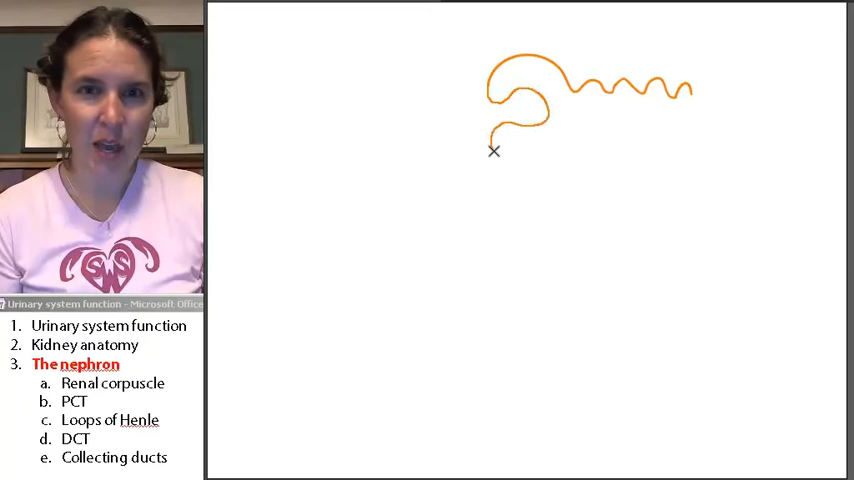 SWS
Urinary system function - Microsoft Office
1. Urinary system function
2. Kidney anatomy
3. The nephron
a. Renal corpuscle
b. PCT
c. Loops of Henle
d. DCT
e. Collecting ducts